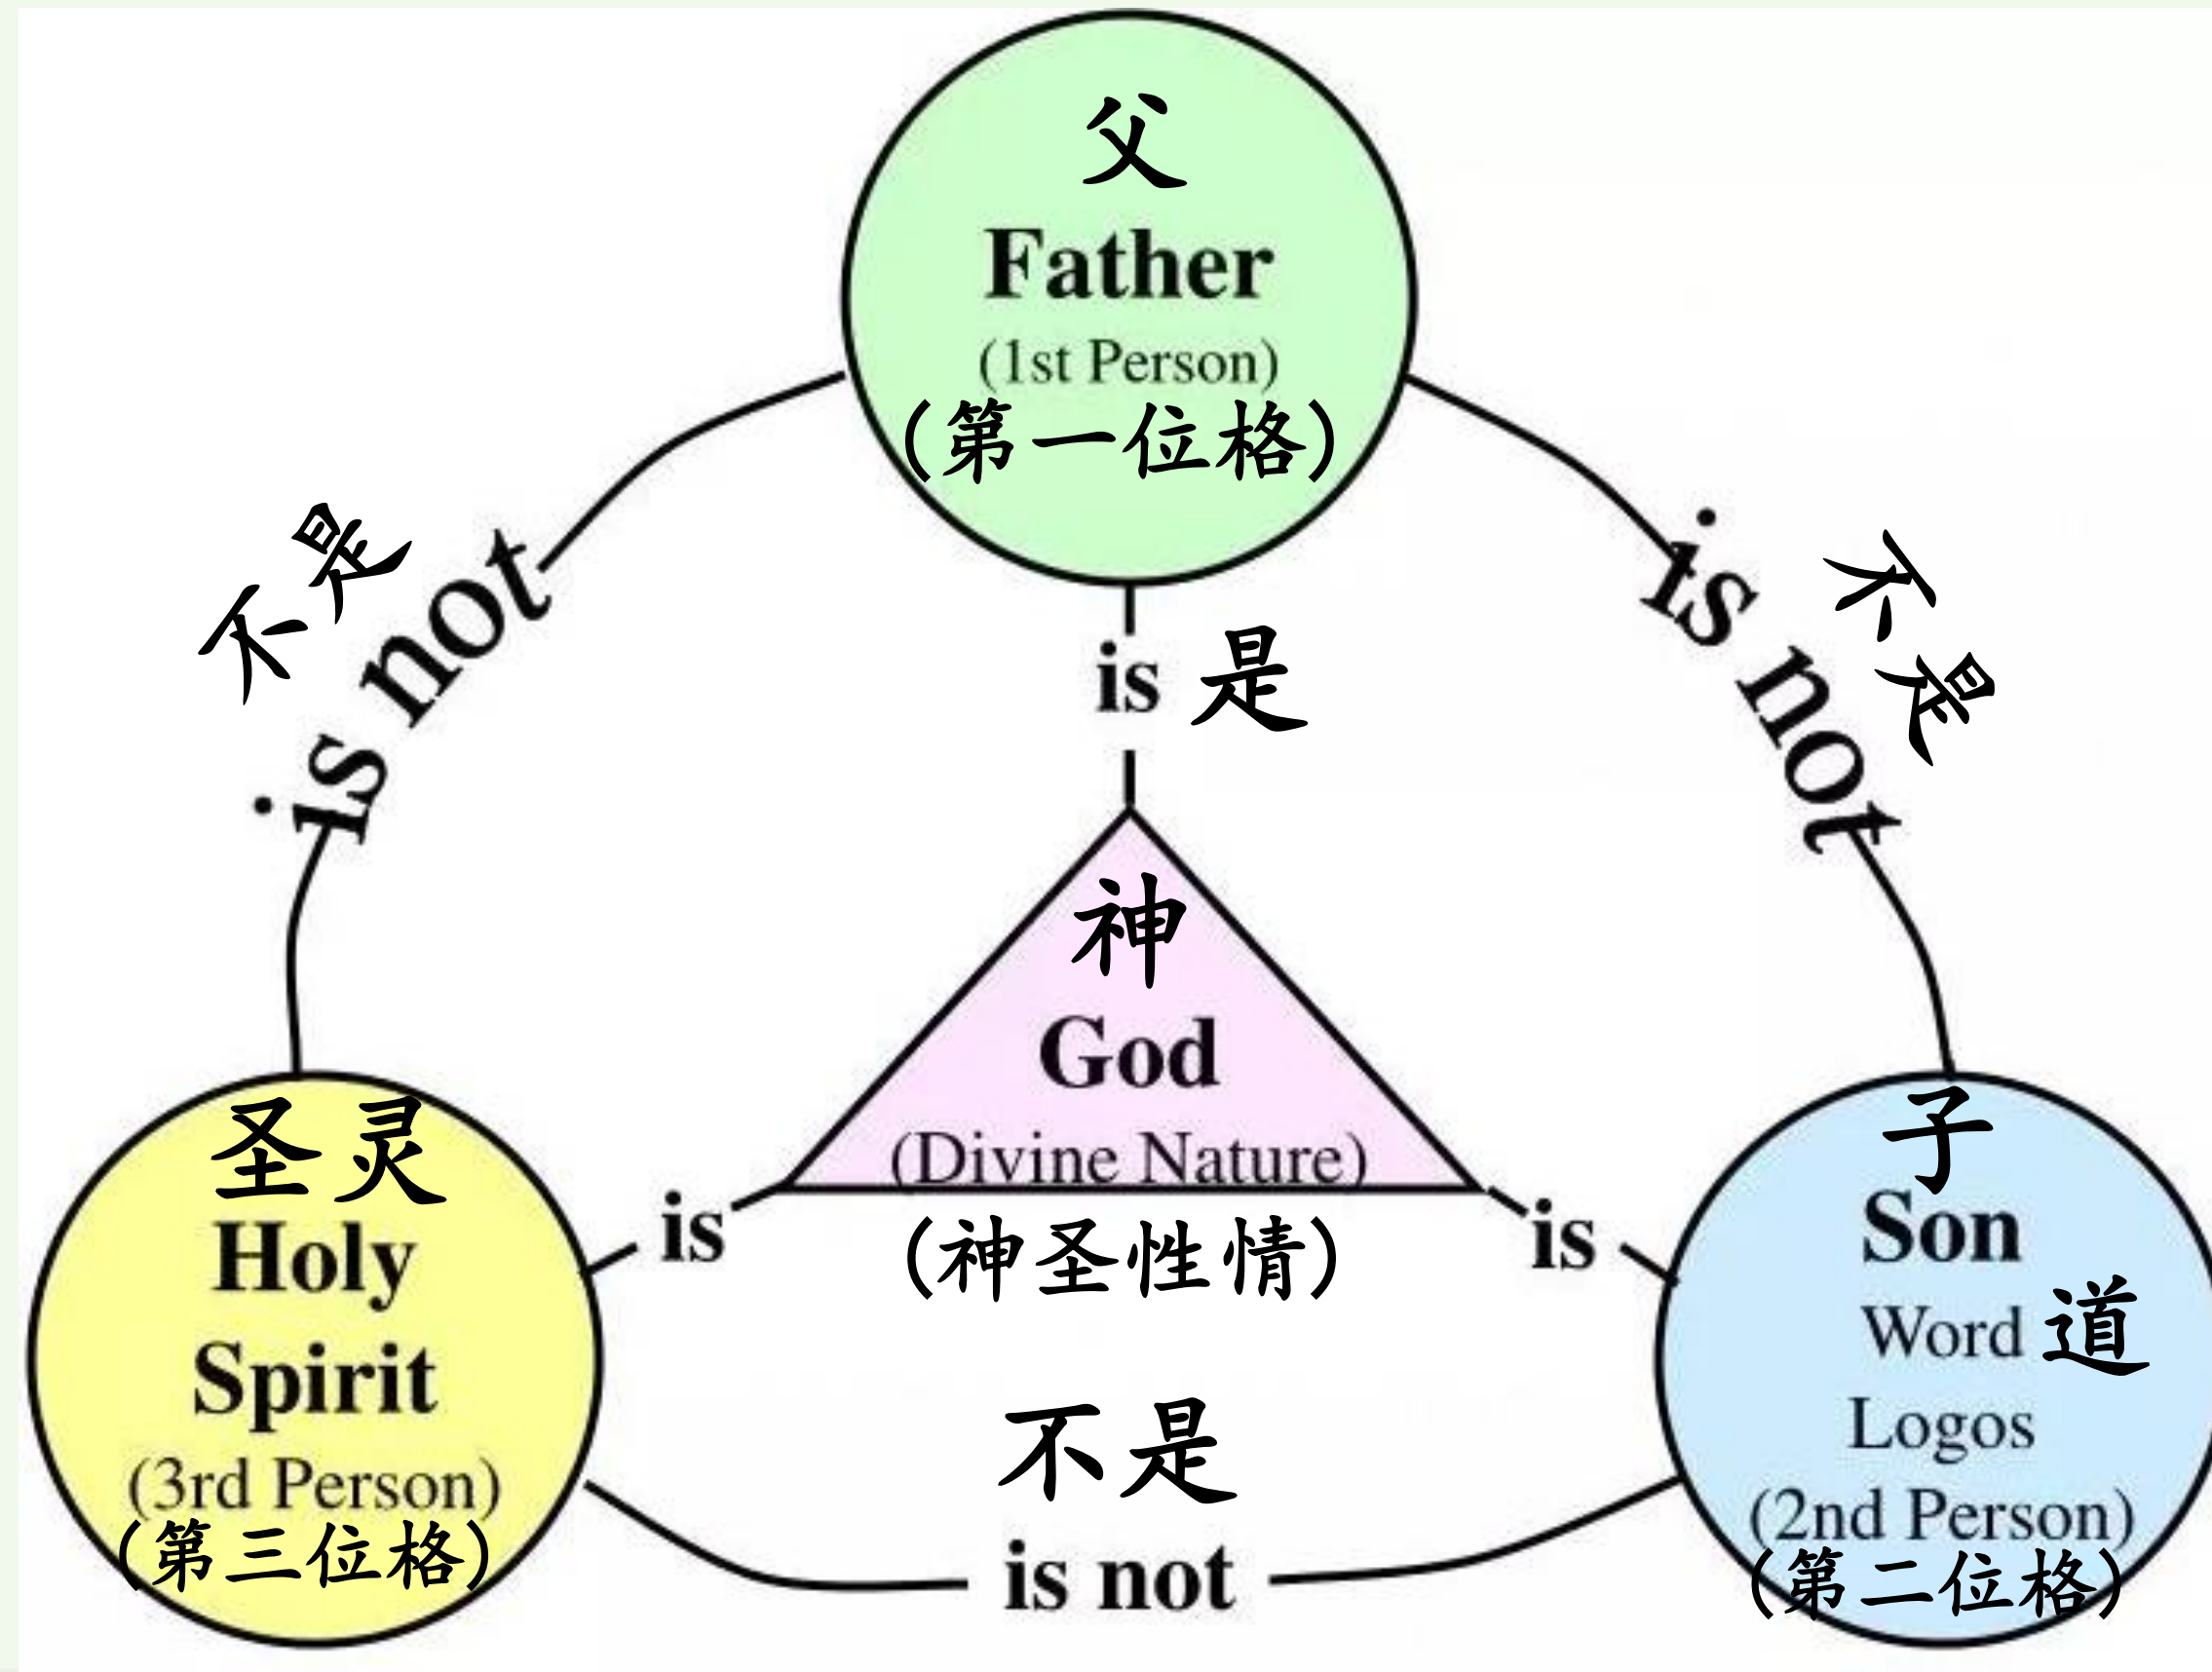 父
Father
(1st Person)
(第一位格)
不是
is not
不是
is not
is 是
神
God
(Divine Nature)
(神圣性情)
is
is
圣灵
Holy
Spirit
(3rd Person)
(第三位格)
子
Son
Word 道
Logos
(2nd Person)
(第二位格)
不是
is not